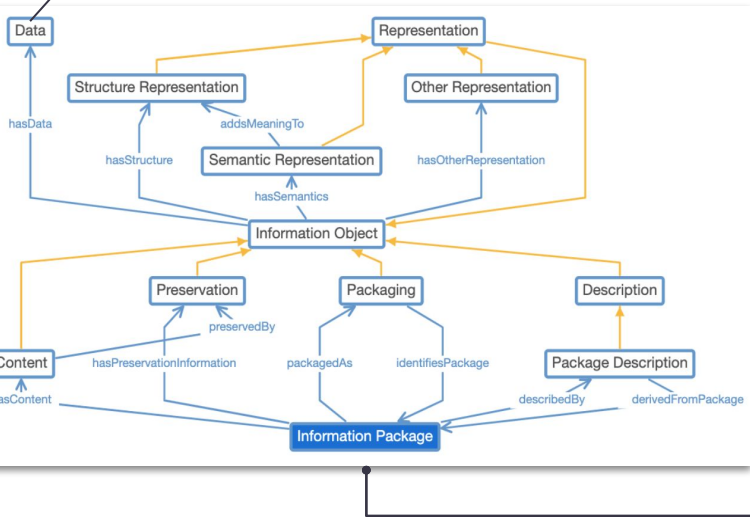 Data
Representation
Structure Representation
Other Representation
hasData
addsMeaningTo
hasStructure
Semantic Representation
hasOtherRepresentation
hasSemantics
Information Object
Preservation
Packaging
Description
preservedBy
Content
hasPreservationInformation
packagedAs
identifiesPackage
Package Description
asContent
describedBy
derivedFromPackage
Information Package